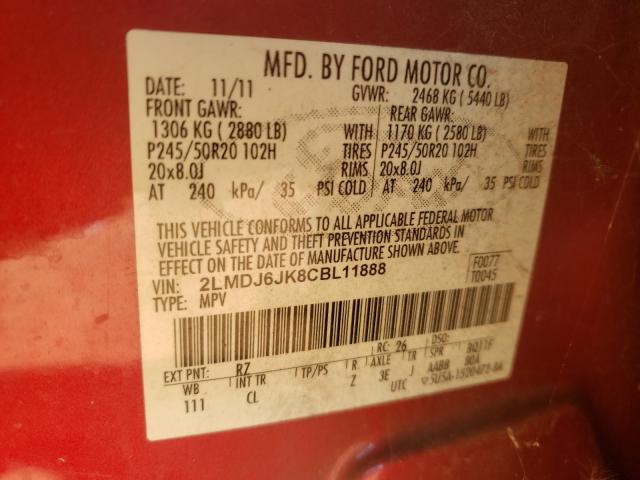 MFD. BY FORD MOTOR CO.
DATE: 11/11 GVWR: 2468 KG ( 5440 LB)
FRONT GAWR: REAR GAWR:
1306 KG ( 2880 LB) WITH 1170 KG ( 2580 LB) WITH
P245/50R20 102H TIRES P245/50R20 102H TIRES
20x8.0J RIMS 20x8.0J RIMS
AT 240 kPa/ 35 PSI COLD AT 240 kPa/ 35 PSI COLD
THIS VEHICLE CONFORMS TO ALL APPLICABLE FEDERAL MOTOR
VEHICLE SAFETY AND THEFT PREVENTION STANDARDS IN
EFFECT ON THE DATE OF MANUFACTURE SHOWN ABOVE.
VIN: 2LMDJ6JK8CBL11888 F0077
TYPE: MPV T0045
EXT PNT: RZ RC: 26 DSO:
WB INT TR TP/PS R AXLE TR SPR BQ11F
111 CL Z 3E J AABB BQA
UTC